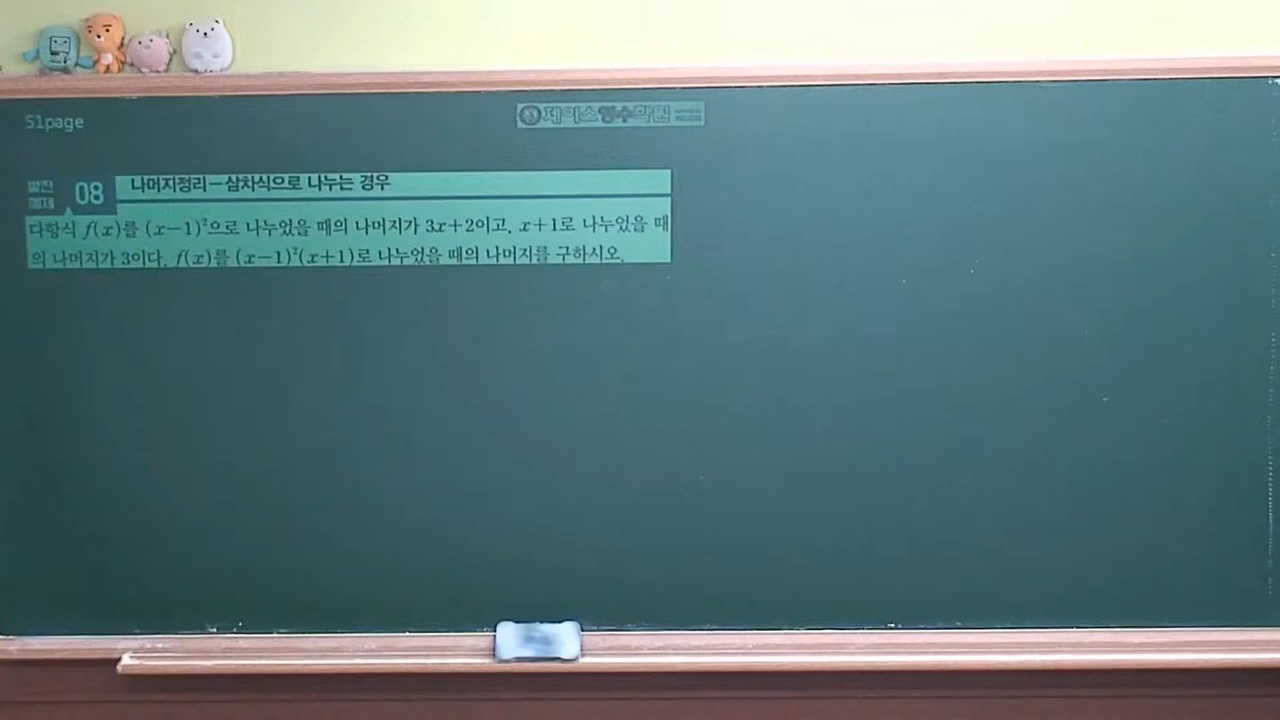 51page
제이스영수학원
발전
예제
08
나머지정리-삼차식으로 나누는 경우
다항식 f(x)를 (x-1)²으로 나누었을 때의 나머지가 3x+2이고, x+1로 나누었을 때
의 나머지가 3이다. f(x)를 (x-1)²(x+1)로 나누었을 때의 나머지를 구하시오.